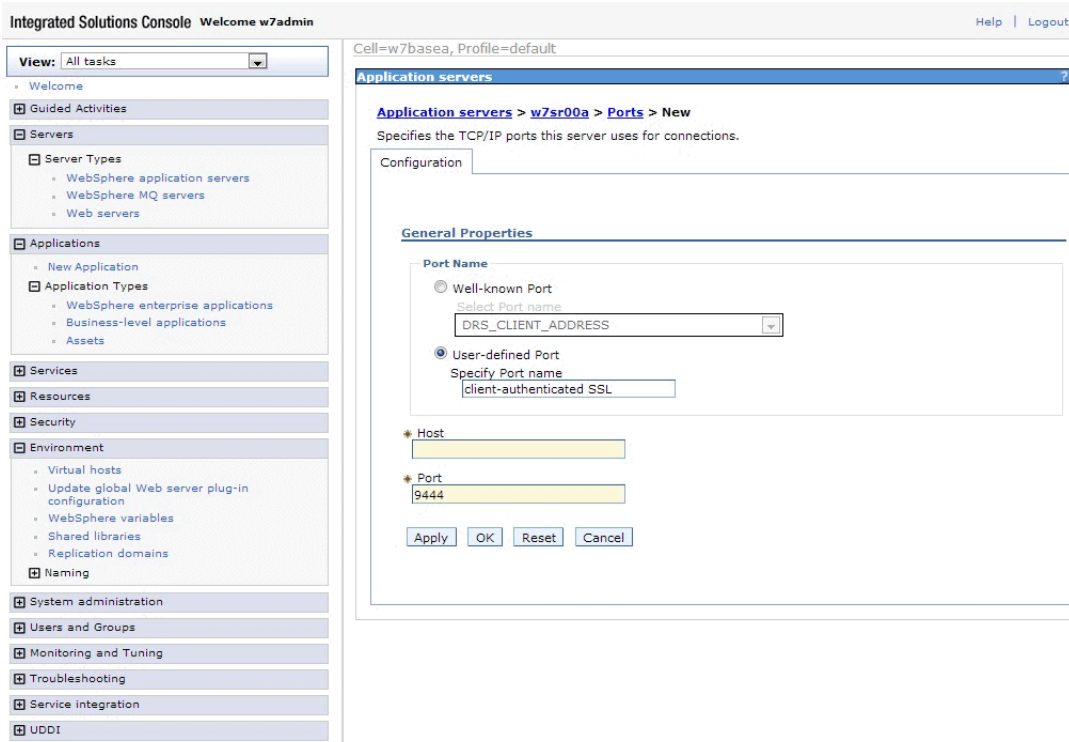 Integrated Solutions Console Welcome w7admin
Help | Logout
View: All tasks
Welcome
Guided Activities
Servers
Server Types
WebSphere application servers
WebSphere MQ servers
Web servers
Applications
New Application
Application Types
WebSphere enterprise applications
Business-level applications
Assets
Services
Resources
Security
Environment
Virtual hosts
Update global Web server plug-in
configuration
WebSphere variables
Shared libraries
Replication domains
Naming
System administration
Users and Groups
Monitoring and Tuning
Troubleshooting
Service integration
UDDI
Cell=w7basea, Profile=default
Application servers ?
Application servers > w7sr00a > Ports > New
Specifies the TCP/IP ports this server uses for connections.
Configuration
General Properties
Port Name
Well-known Port
Select Port name
DRS_CLIENT_ADDRESS
User-defined Port
Specify Port name
client-authenticated SSL
Host
Port
9444
Apply OK Reset Cancel